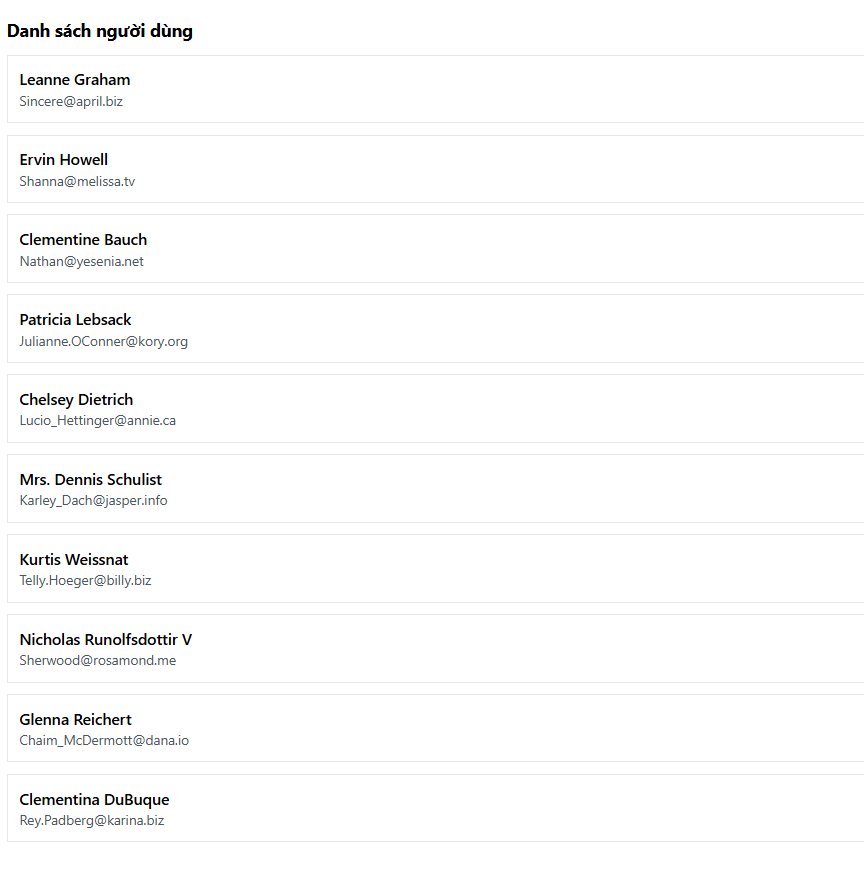 Danh sách người dùng
Leanne Graham
Sincere@april.biz
Ervin Howell
Shanna@melissa.tv
Clementine Bauch
Nathan@yesenia.net
Patricia Lebsack
Julianne.OConner@kory.org
Chelsey Dietrich
Lucio_Hettinger@annie.ca
Mrs. Dennis Schulist
Karley_Dach@jasper.info
Kurtis Weissnat
Telly.Hoeger@billy.biz
Nicholas Runolfsdottir V
Sherwood@rosamond.me
Glenna Reichert
Chaim_McDermott@dana.io
Clementina DuBuque
Rey.Padberg@karina.biz